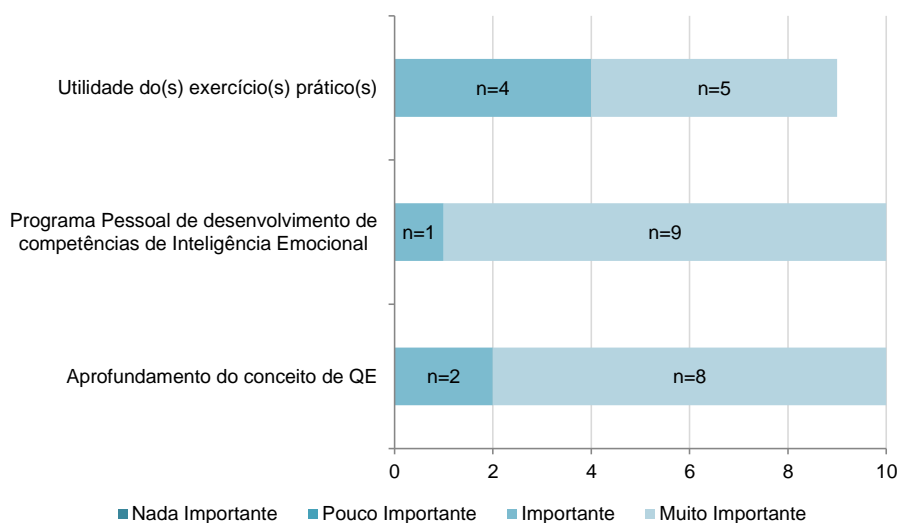 Utilidade do(s) exercício(s) prático(s)
n=4
n=5
Programa Pessoal de desenvolvimento de
competências de Inteligência Emocional
n=1
n=9
Aprofundamento do conceito de QE
n=2
n=8
0
2
4
6
8
10
Nada Importante
Pouco Importante
Importante
Muito Importante